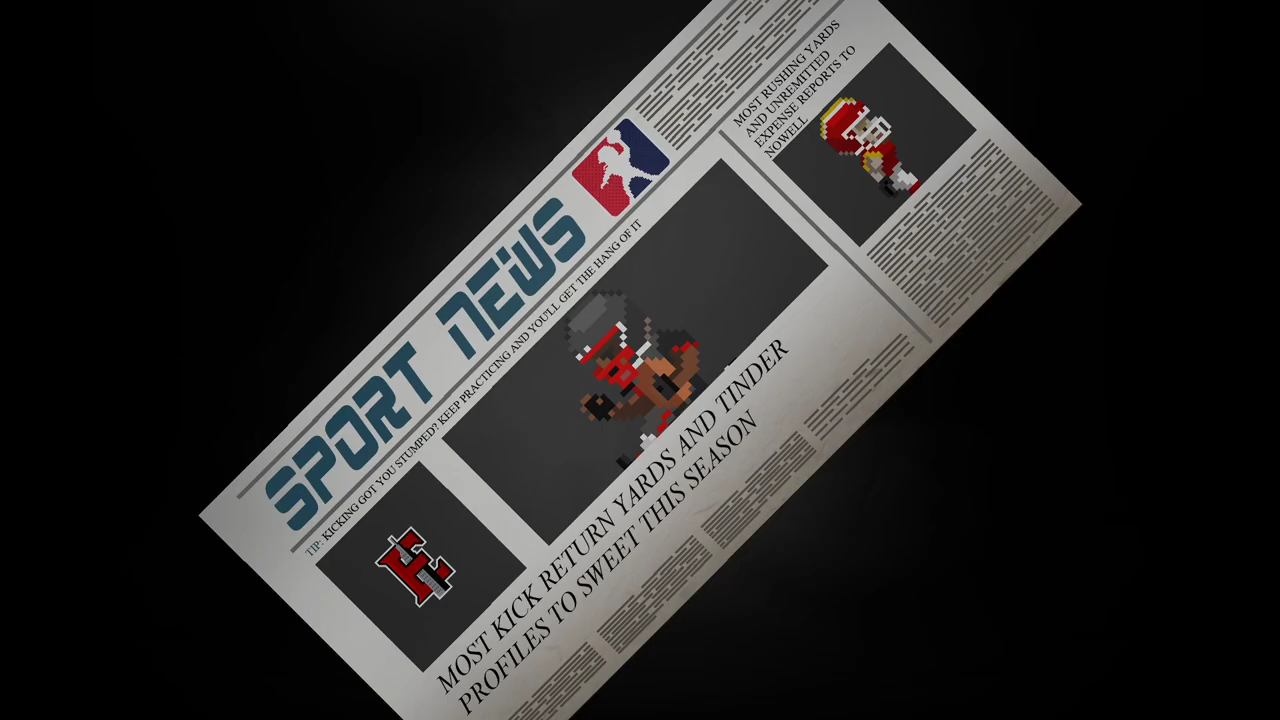 SPORT NEWS
TIP: KICKING GOT YOU STUMPED? KEEP PRACTICING AND YOU'LL GET THE HANG OF IT
MOST KICK RETURN YARDS AND TINDER
PROFILES TO SWEET THIS SEASON
MOST RUSHING YARDS
AND UNREMITTED
EXPENSE REPORTS TO
NOWELL